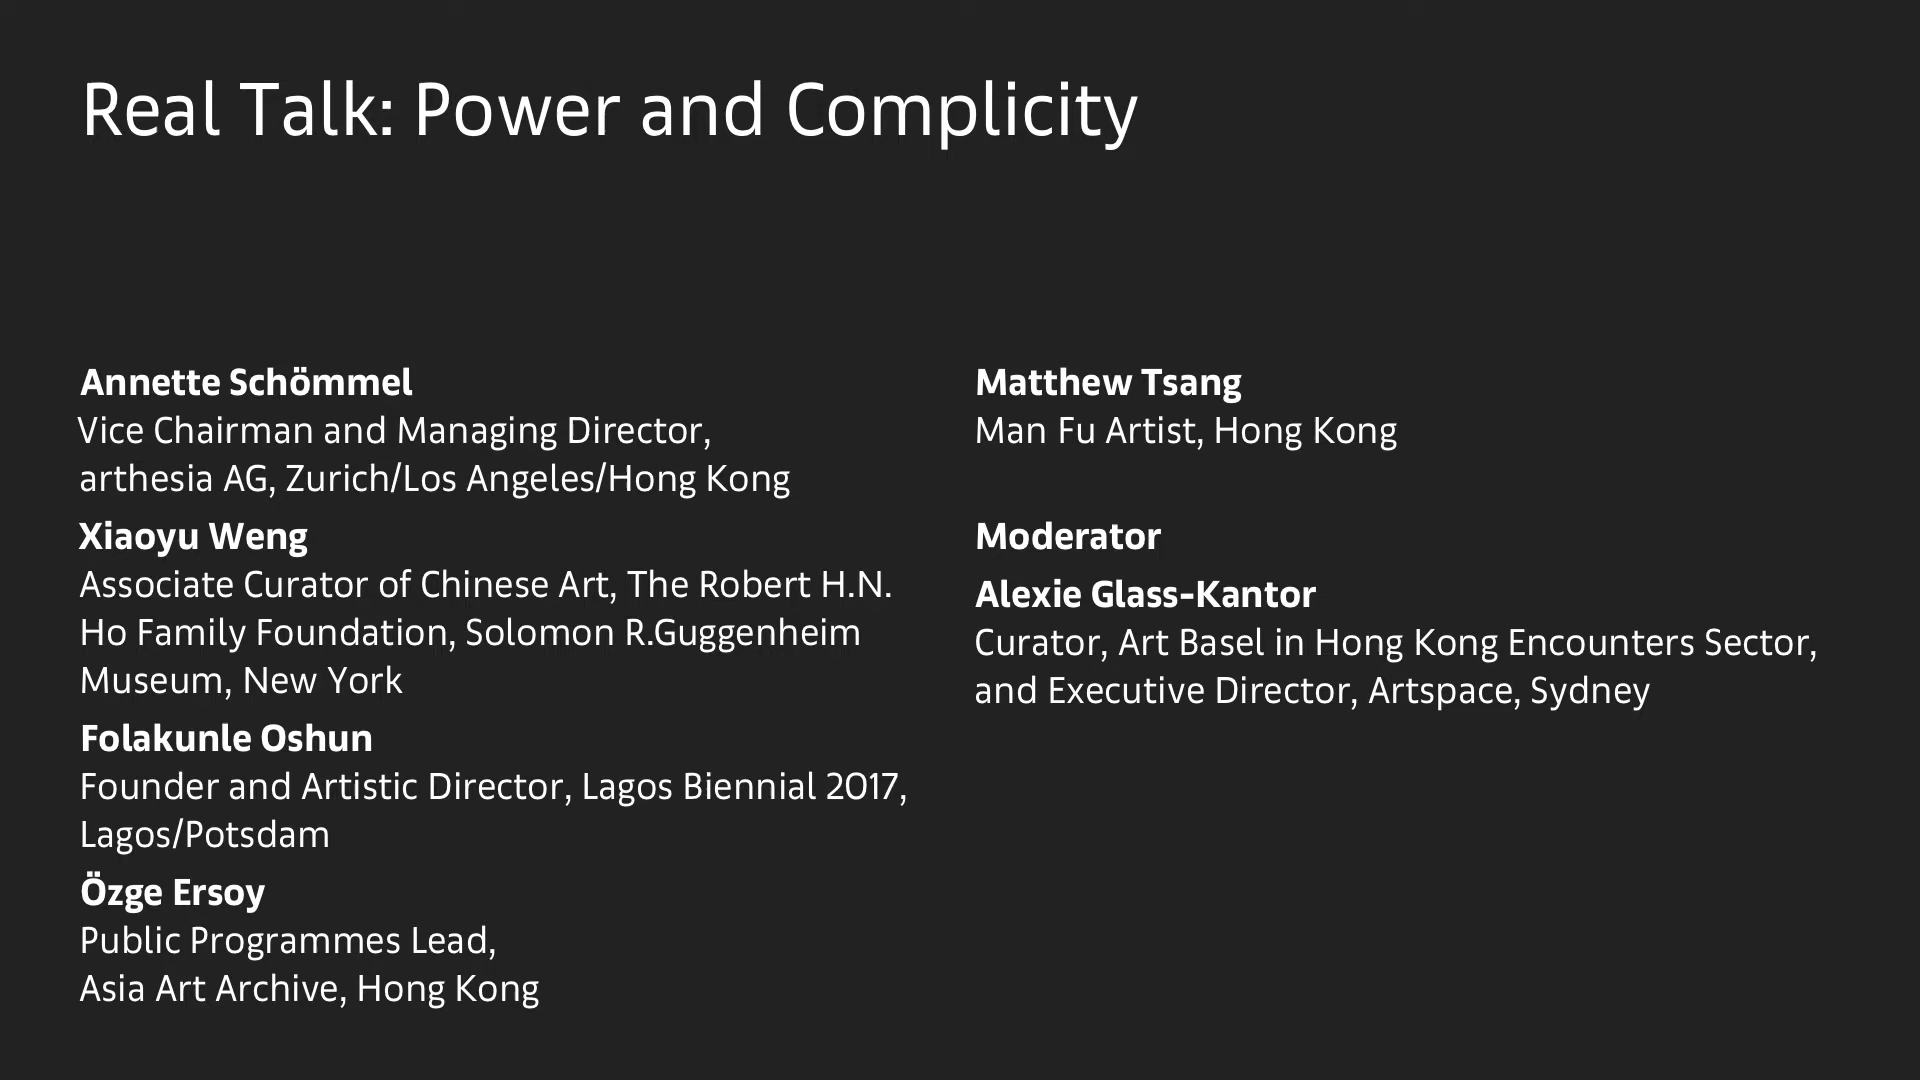 Real Talk: Power and Complicity
Annette Schömmel
Vice Chairman and Managing Director,
arthesia AG, Zurich/Los Angeles/Hong Kong
Xiaoyu Weng
Associate Curator of Chinese Art, The Robert H.N.
Ho Family Foundation, Solomon R.Guggenheim
Museum, New York
Folakunle Oshun
Founder and Artistic Director, Lagos Biennial 2017,
Lagos/Potsdam
Özge Ersoy
Public Programmes Lead,
Asia Art Archive, Hong Kong
Matthew Tsang
Man Fu Artist, Hong Kong
Moderator
Alexie Glass-Kantor
Curator, Art Basel in Hong Kong Encounters Sector,
and Executive Director, Artspace, Sydney